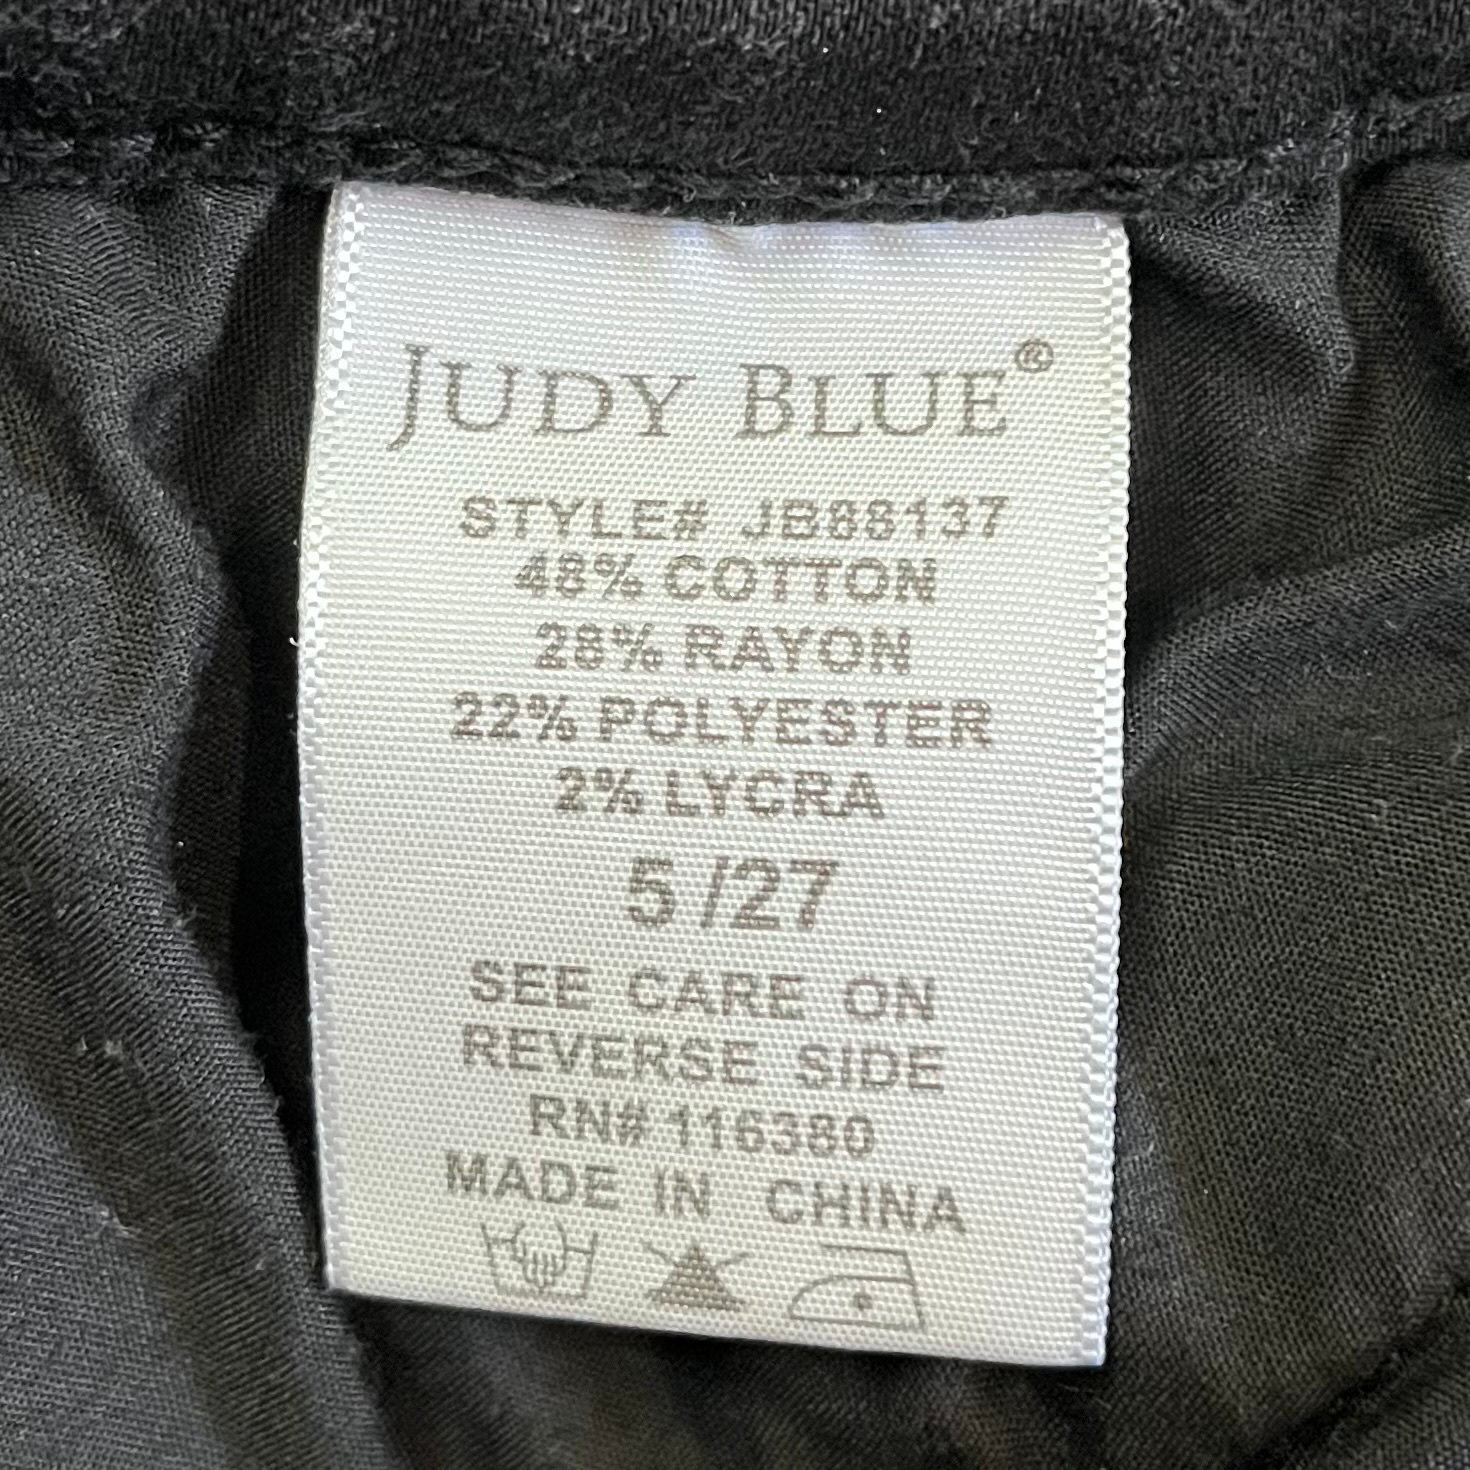 JUDY BLUE®
STYLE# JB88137
48% COTTON
28% RAYON
22% POLYESTER
2% LYCRA
5 /27
SEE CARE ON
REVERSE SIDE
RN# 116380
MADE IN CHINA